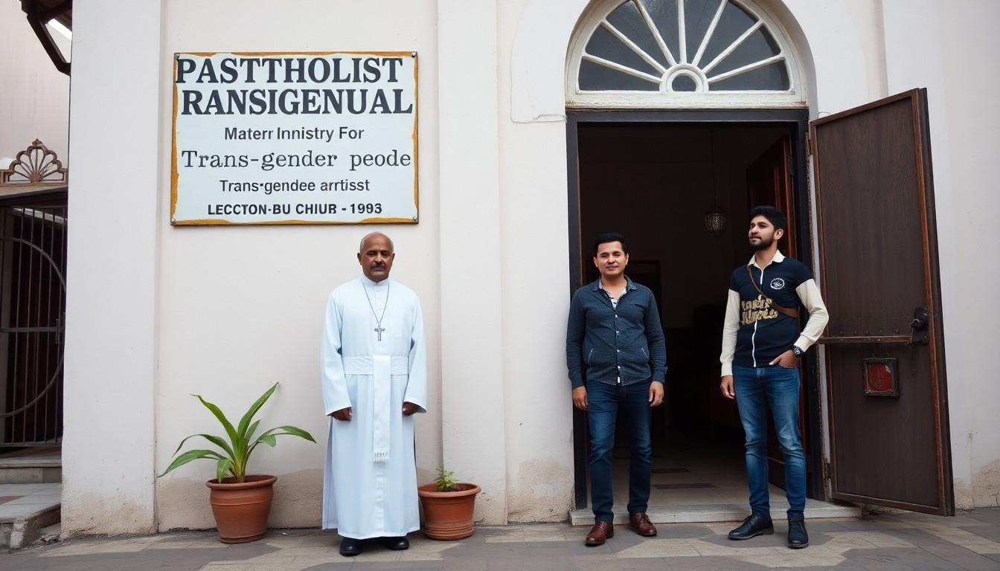 PASTTHOLIST
RANSIGENUAL
Materr Innistry For
Trans-gender peode
Trans-gendee arrtisst
LECCTON-BU CHIUR - 1993